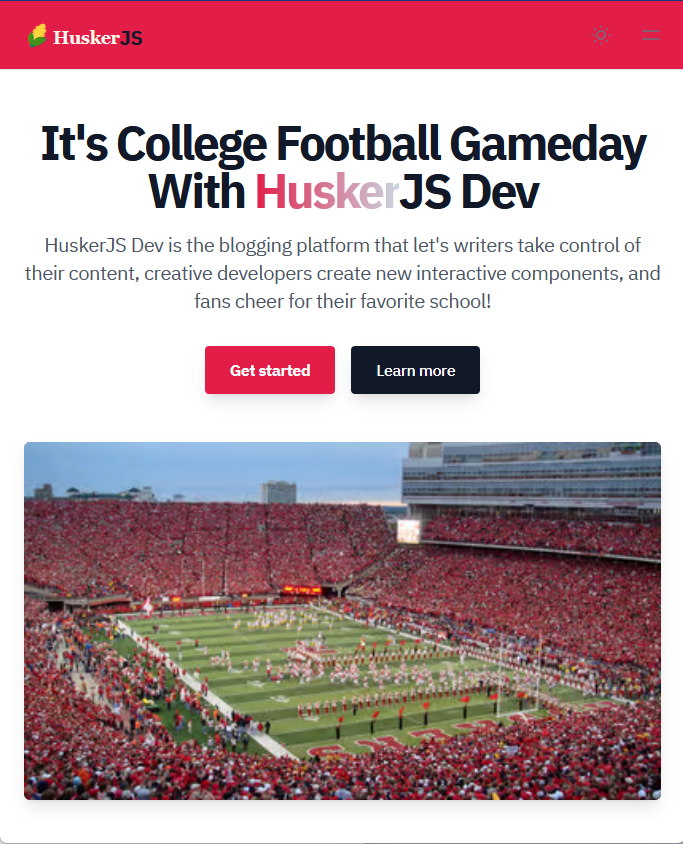 HuskerJS
It's College Football Gameday
With HuskerJS Dev
HuskerJS Dev is the blogging platform that let's writers take control of
their content, creative developers create new interactive components, and
fans cheer for their favorite school!
Get started
Learn more